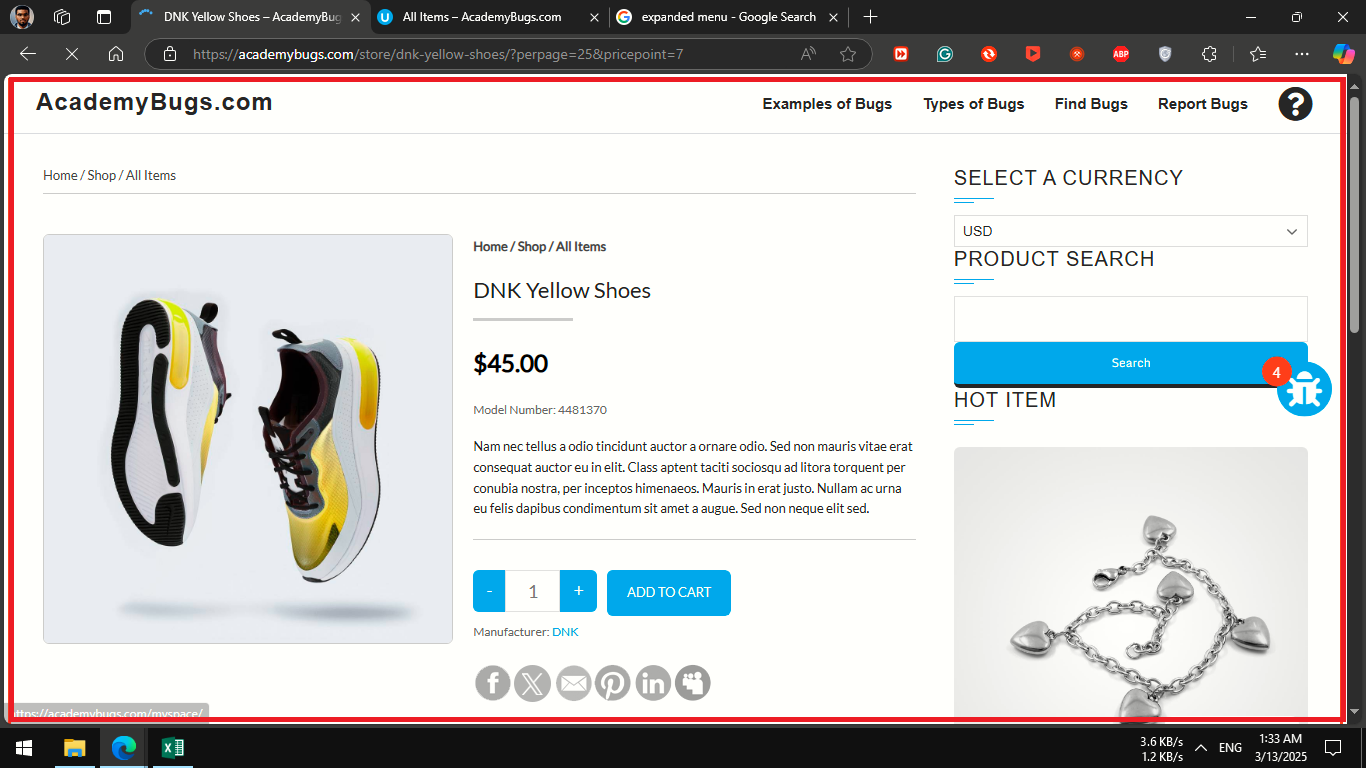 DNK Yellow Shoes – AcademyBug
All Items – AcademyBugs.com
expanded menu - Google Search
https://academybugs.com/store/dnk-yellow-shoes/?perpage=25&pricepoint=7
ABP
AcademyBugs.com
Examples of Bugs
Types of Bugs
Find Bugs
Report Bugs
?
Home / Shop / All Items
Home / Shop / All Items
DNK Yellow Shoes
$45.00
Model Number: 4481370
Nam nec tellus a odio tincidunt auctor a ornare odio. Sed non mauris vitae erat
consequat auctor eu in elit. Class aptent taciti sociosqu ad litora torquent per
conubia nostra, per inceptos himenaeos. Mauris in erat justo. Nullam ac urna
eu felis dapibus condimentum sit amet a augue. Sed non neque elit sed.
- 1 +
ADD TO CART
Manufacturer: DNK
SELECT A CURRENCY
USD
PRODUCT SEARCH
Search
4
HOT ITEM
https://academybugs.com/myspace/
3.6 KB/s
1.2 KB/s
ENG
1:33 AM
3/13/2025